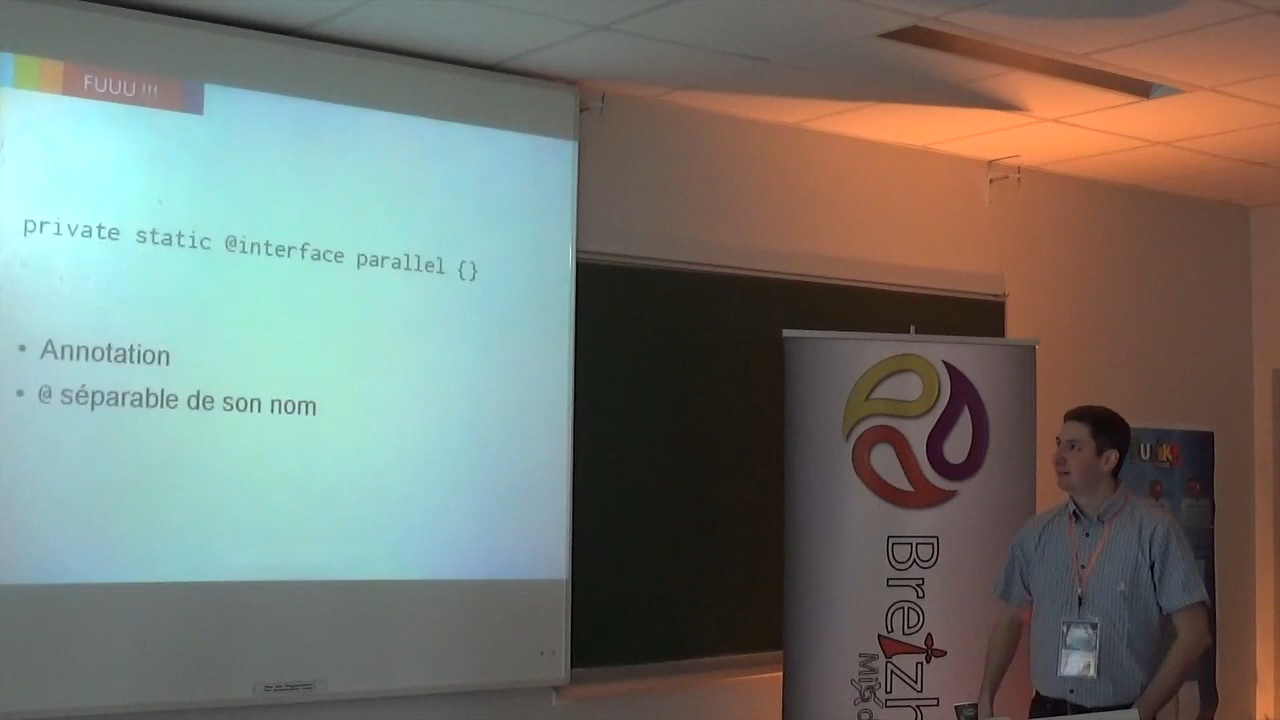 FUUU !!!
private static @interface parallel {}
• Annotation
• @ séparable de son nom
Breizh